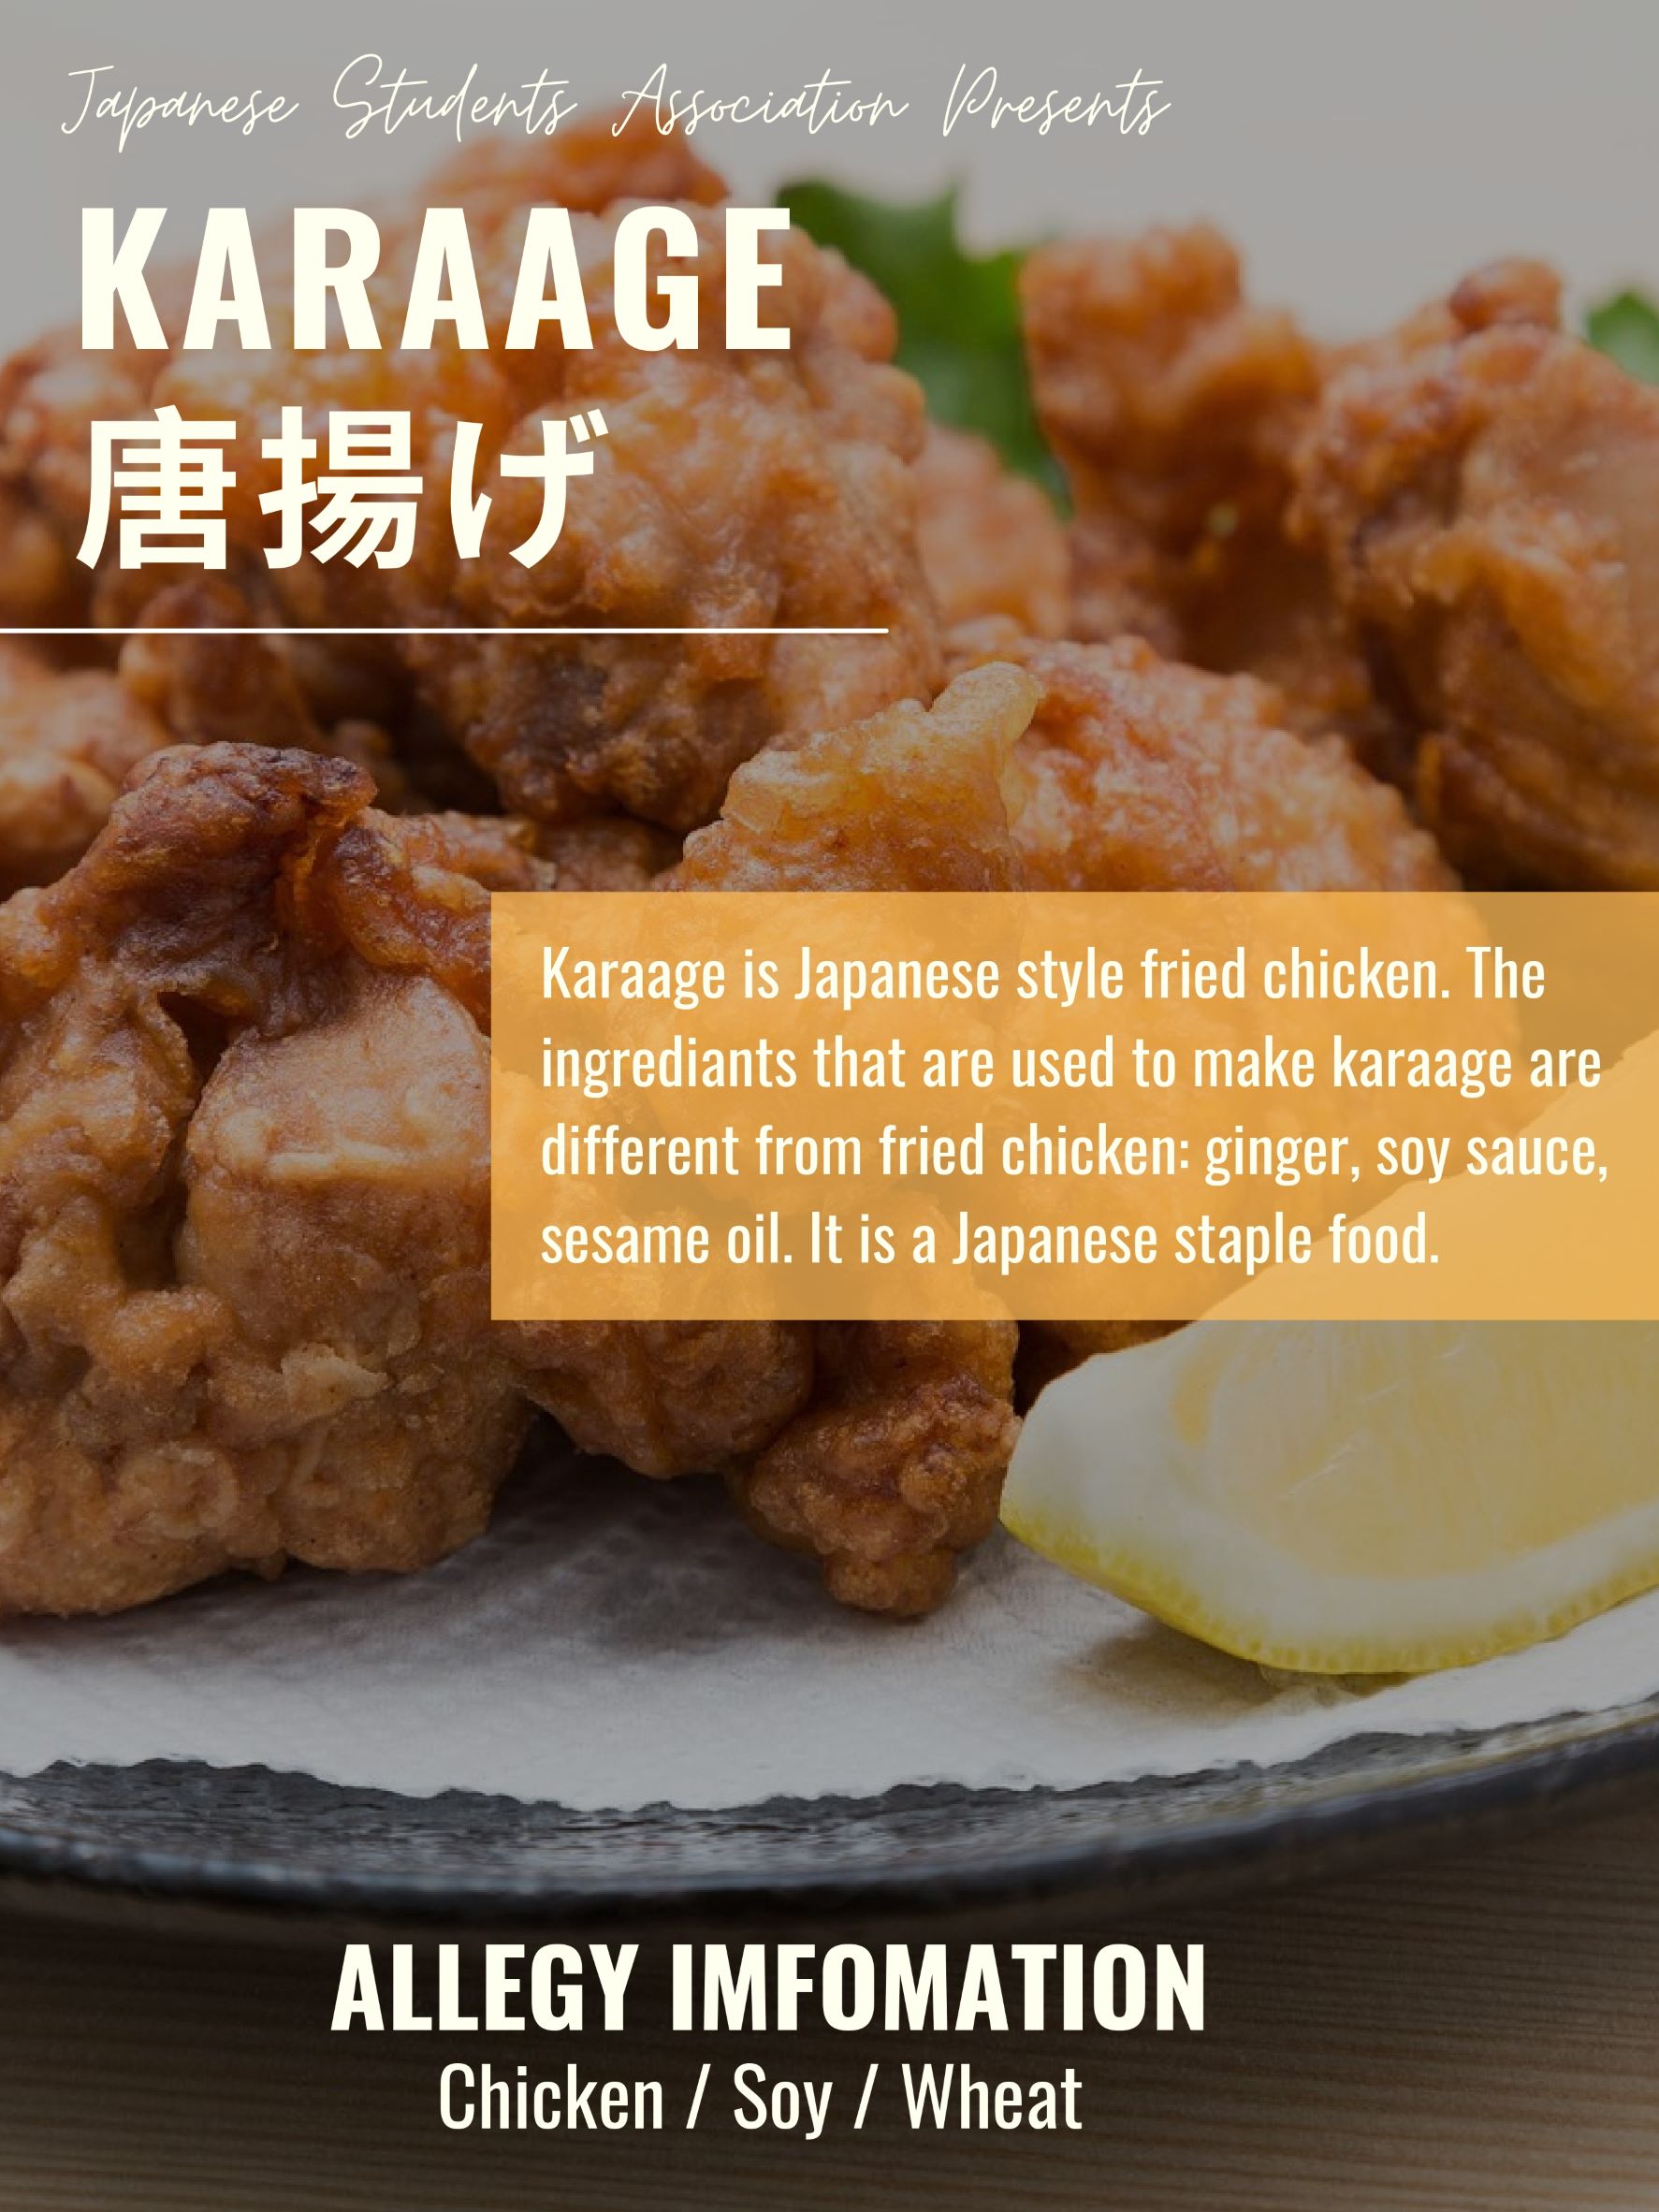 Japanese Students Association Presents
KARAAGE
唐揚げ
Karaage is Japanese style fried chicken. The
ingrediants that are used to make karaage are
different from fried chicken: ginger, soy sauce,
sesame oil. It is a Japanese staple food.
ALLEGY IMFOMATION
Chicken / Soy / Wheat